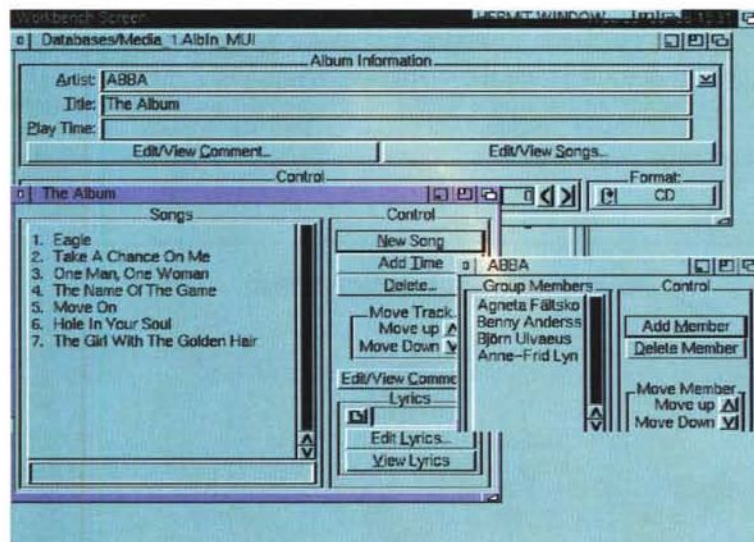 Workbench Screen HERMIT WINDOW
Databases/Media_1.AlbIn_MUI
Album Information
Artist: ABBA
Title: The Album
Play Time:
Edit/View Comment... Edit/View Songs...
Control Format:
0 CD
The Album
Songs Control
1. Eagle
2. Take A Chance On Me
3. One Man, One Woman
4. The Name Of The Game
5. Move On
6. Hole In Your Soul
7. The Girl With The Golden Hair
New Song
Add Time
Delete...
Move Track
Move up
Move Down
Edit/View Comme
Lyrics
Edit Lyrics...
View Lyrics
ABBA
Group Members Control
Agneta Fältsko
Benny Anderss
Björn Ulvaeus
Anne-Frid Lyn
Add Member
Delete Member
Move Member
Move up
Move Down